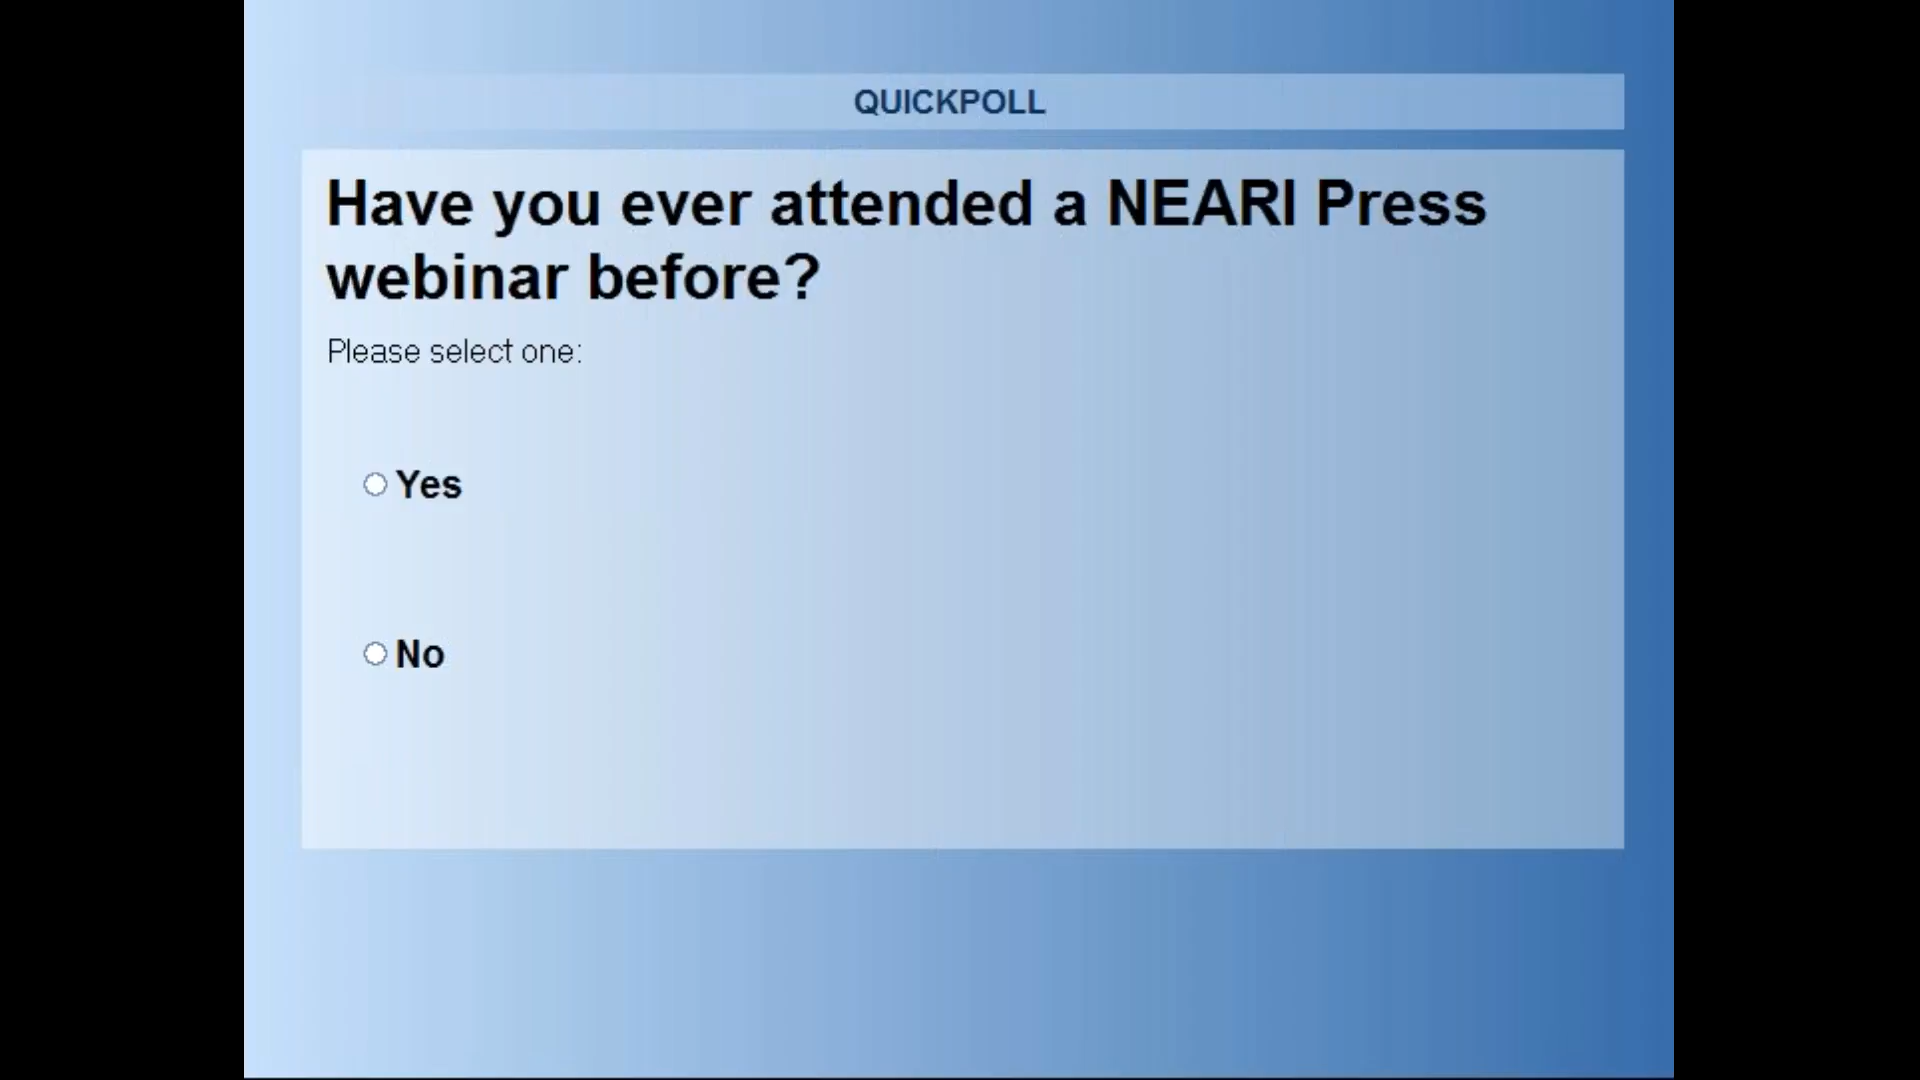 QUICKPOLL
Have you ever attended a NEARI Press
webinar before?
Please select one:
Yes
No